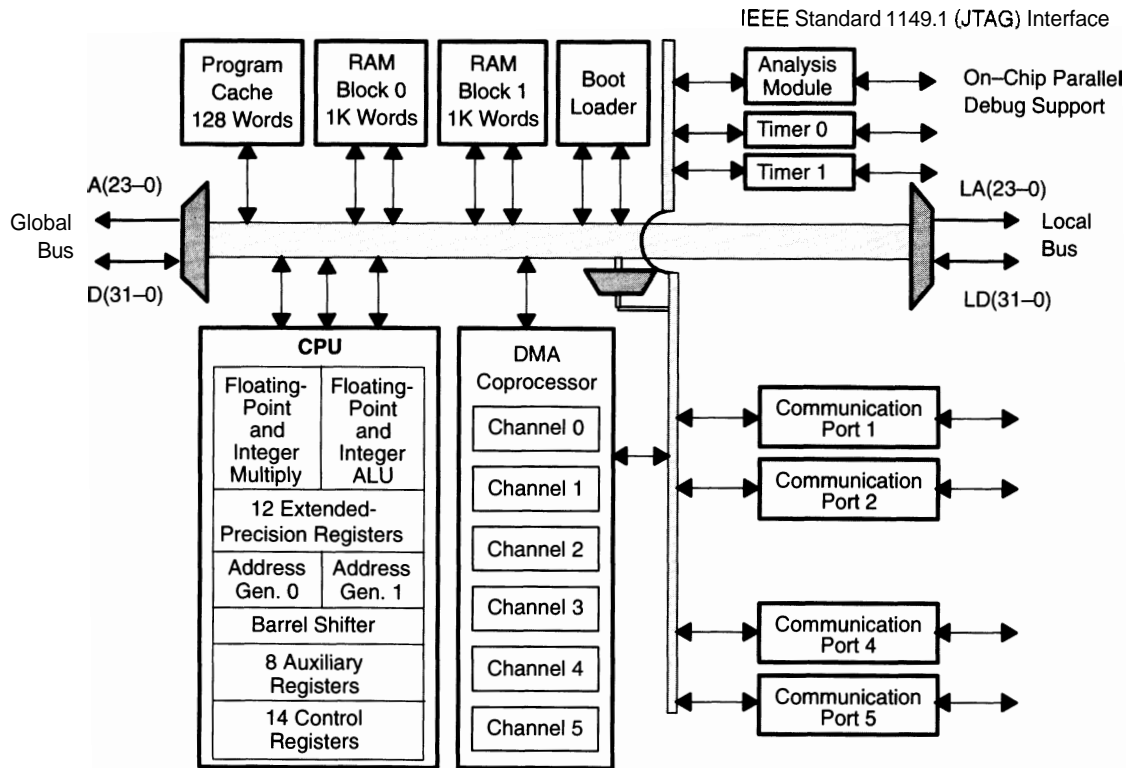 IEEE Standard 1149.1 (JTAG) Interface
Program
Cache
128 Words
RAM
Block 0
1K Words
RAM
Block 1
1K Words
Boot
Loader
Analysis
Module
On–Chip Parallel
Debug Support
Timer 0
Timer 1
A(23–0)
Global
Bus
D(31–0)
LA(23–0)
Local
Bus
LD(31–0)
CPU
Floating-
Point
and
Integer
Multiply
Floating-
Point
and
Integer
ALU
12 Extended-
Precision Registers
Address
Gen. 0
Address
Gen. 1
Barrel Shifter
8 Auxiliary
Registers
14 Control
Registers
DMA
Coprocessor
Channel 0
Channel 1
Channel 2
Channel 3
Channel 4
Channel 5
Communication
Port 1
Communication
Port 2
Communication
Port 4
Communication
Port 5